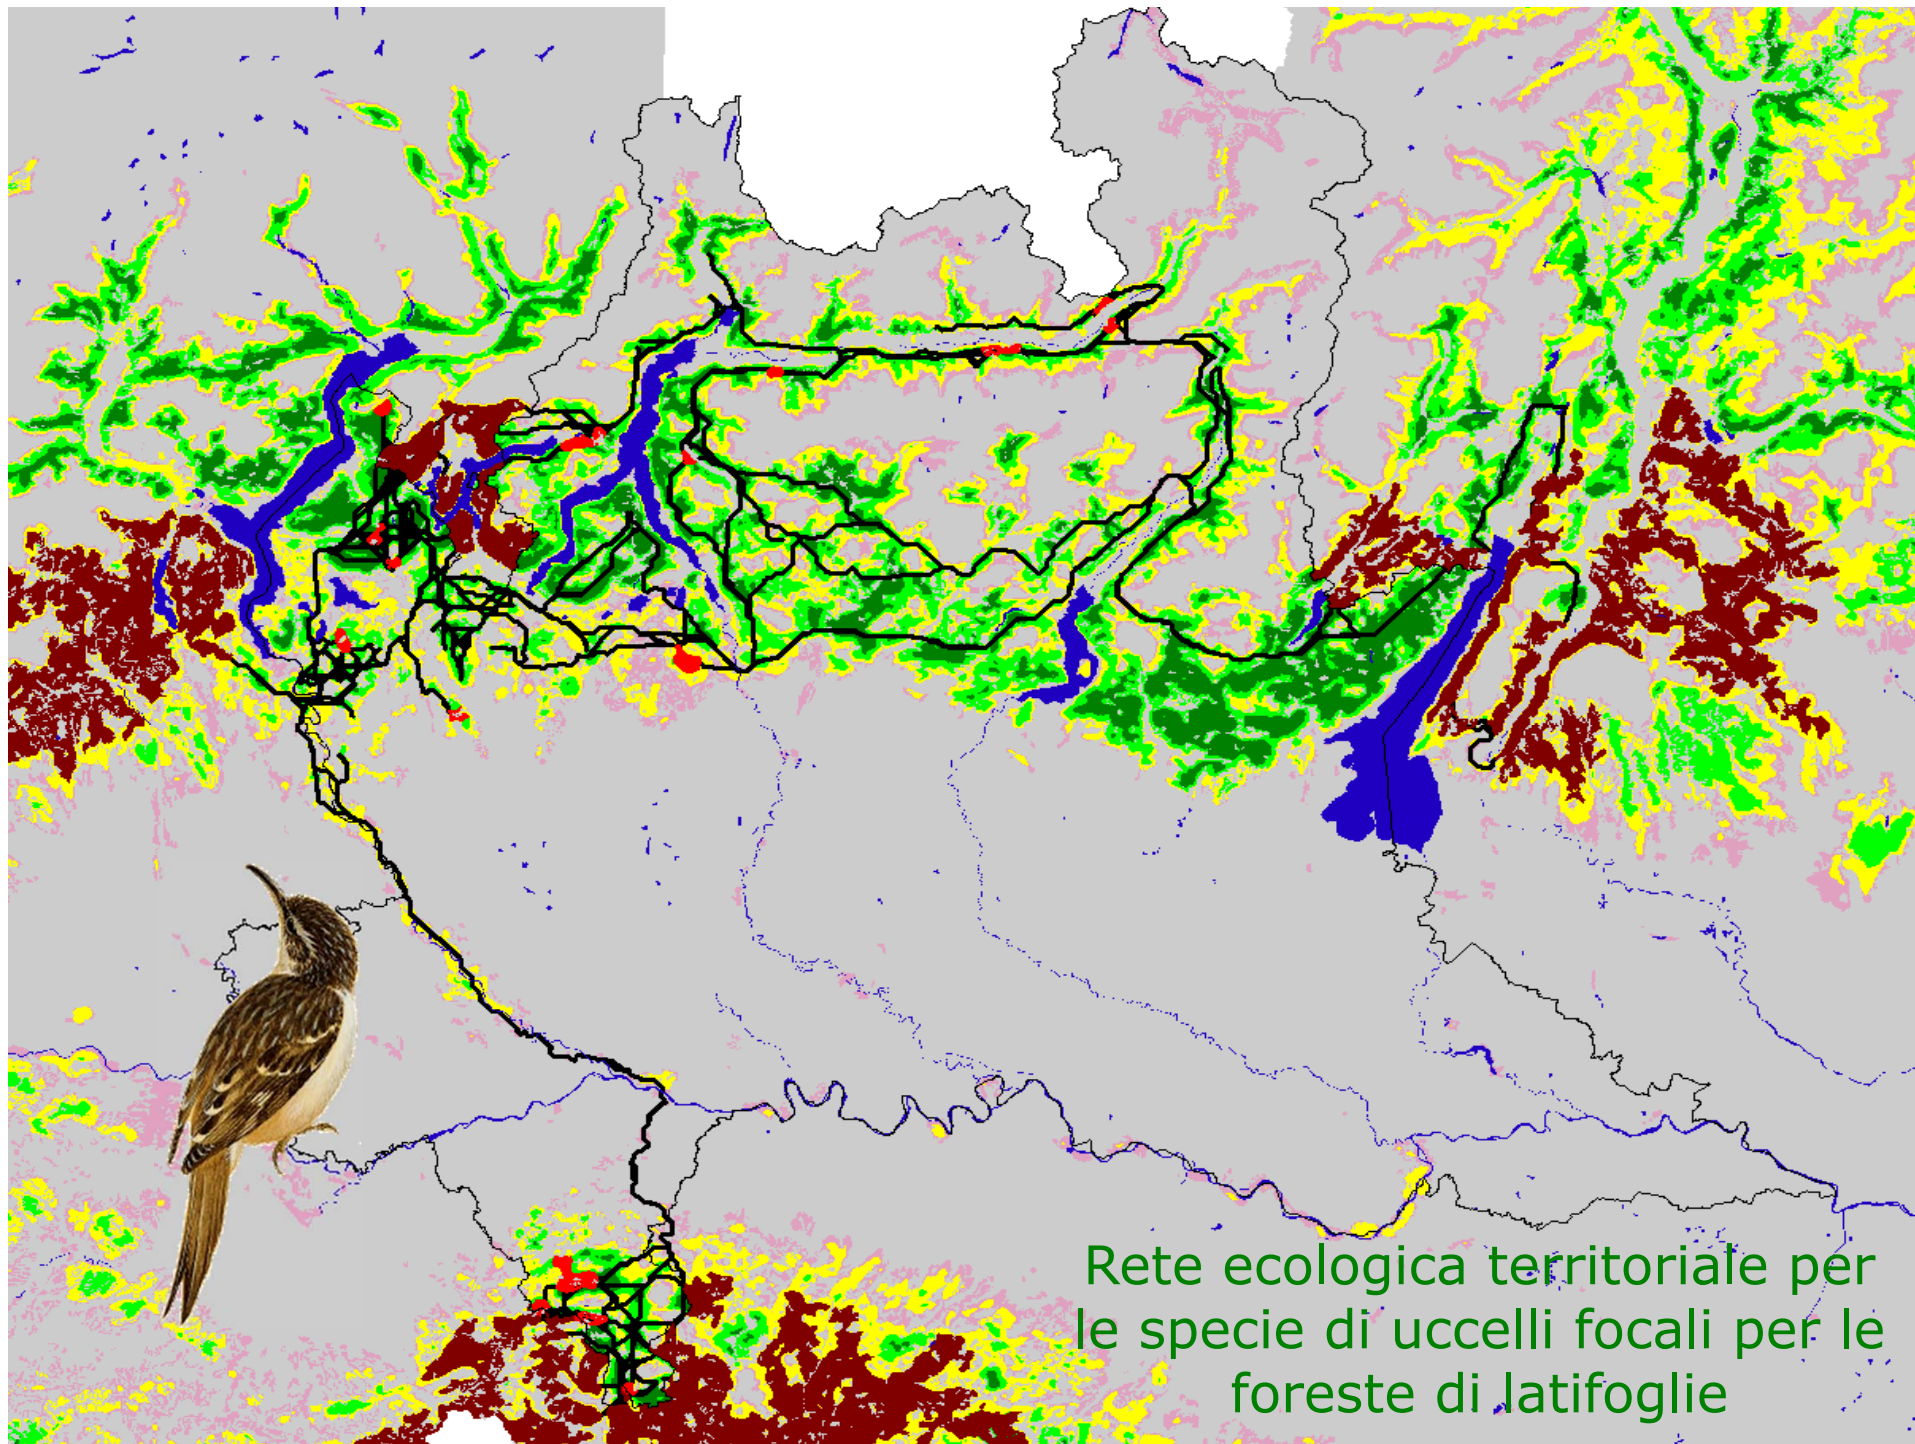 Rete ecologica territoriale per
le specie di uccelli focali per le
foreste di latifoglie